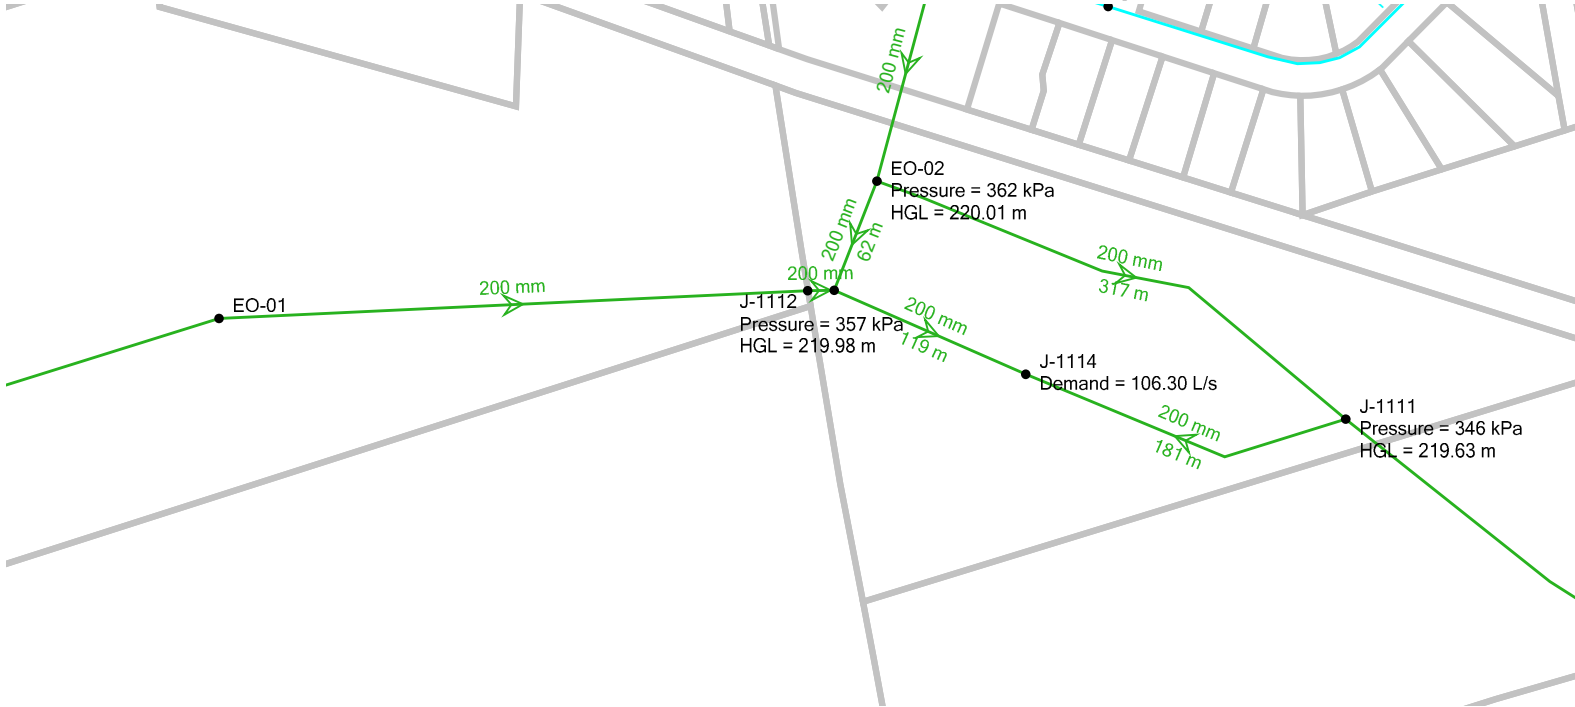 200 mm
EO-02
Pressure = 362 kPa
HGL = 220.01 m
200 mm
62 m
200 mm
317 m
200 mm
EO-01
200 mm
J-1112
Pressure = 357 kPa
HGL = 219.98 m
200 mm
119 m
J-1114
Demand = 106.30 L/s
200 mm
181 m
J-1111
Pressure = 346 kPa
HGL = 219.63 m